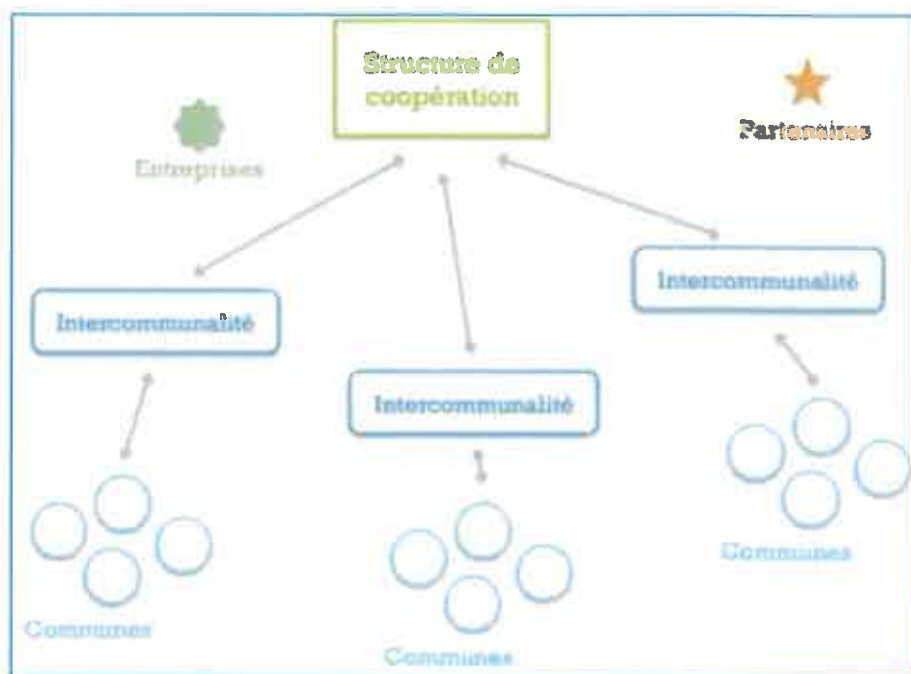 Structure de
coopération
Entreprises
Partenaires
Intercommunalité
Intercommunalité
Intercommunalité
Communes
Communes
Communes